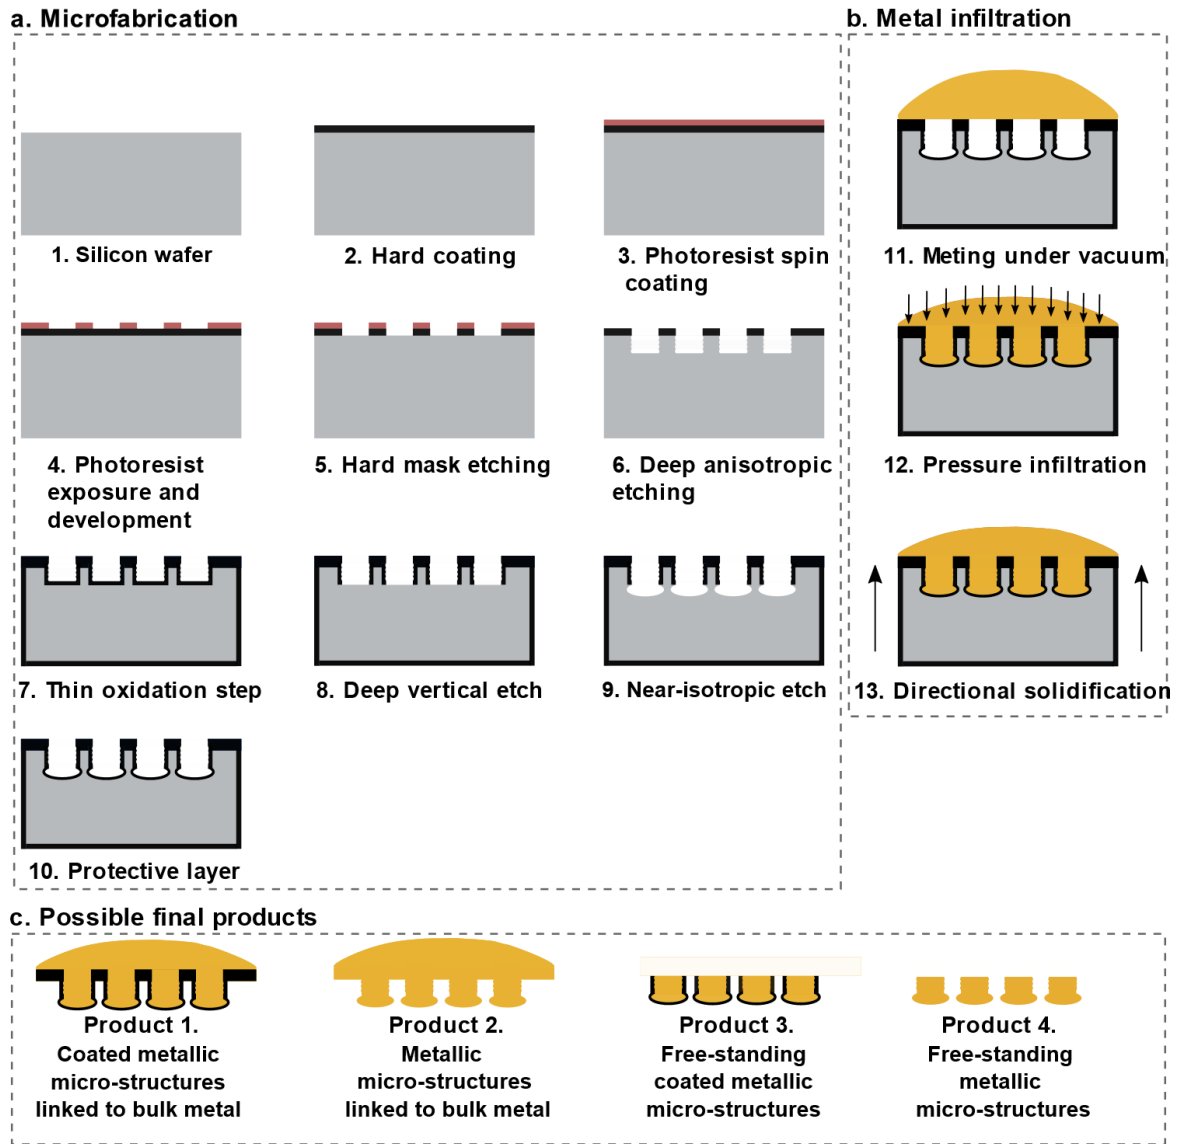 a. Microfabrication
1. Silicon wafer
2. Hard coating
3. Photoresist spin
coating
4. Photoresist
exposure and
development
5. Hard mask etching
6. Deep anisotropic
etching
7. Thin oxidation step
8. Deep vertical etch
9. Near-isotropic etch
10. Protective layer
b. Metal infiltration
11. Meting under vacuum
12. Pressure infiltration
13. Directional solidification
c. Possible final products
Product 1.
Coated metallic
micro-structures
linked to bulk metal
Product 2.
Metallic
micro-structures
linked to bulk metal
Product 3.
Free-standing
coated metallic
micro-structures
Product 4.
Free-standing
metallic
micro-structures